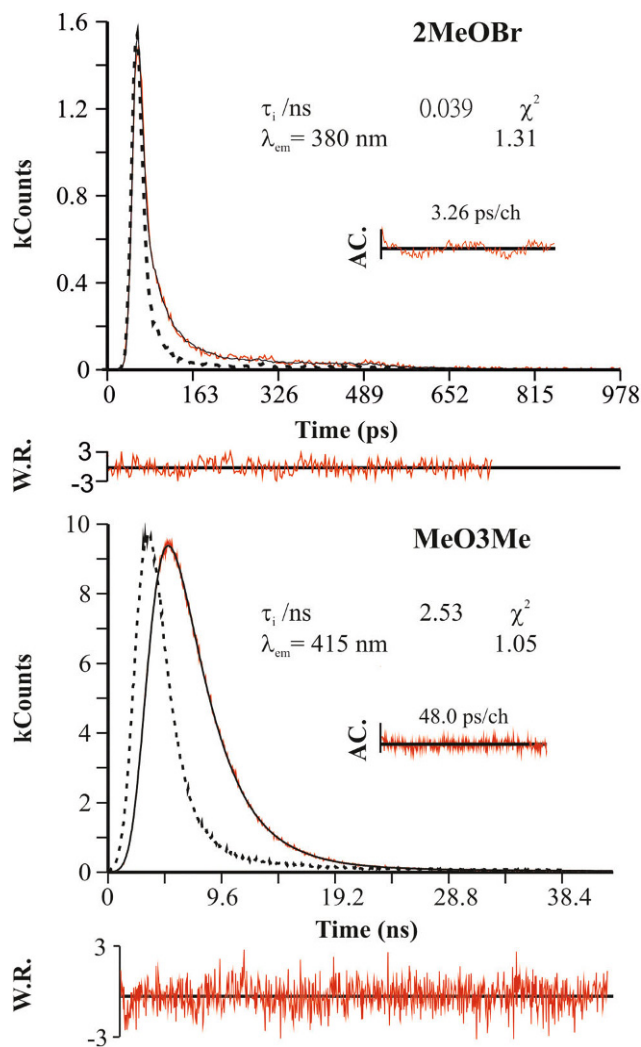 2MeOBr
1.6
1.2
0.8
0.4
0
kCounts
τi /ns 0.039 χ2
λem= 380 nm 1.31
3.26 ps/ch
AC.
0 163 326 489 652 815 978
Time (ps)
W.R.
3
-3
MeO3Me
10
8
6
4
2
0
kCounts
τi /ns 2.53 χ2
λem= 415 nm 1.05
48.0 ps/ch
AC.
0 9.6 19.2 28.8 38.4
Time (ns)
W.R.
3
-3